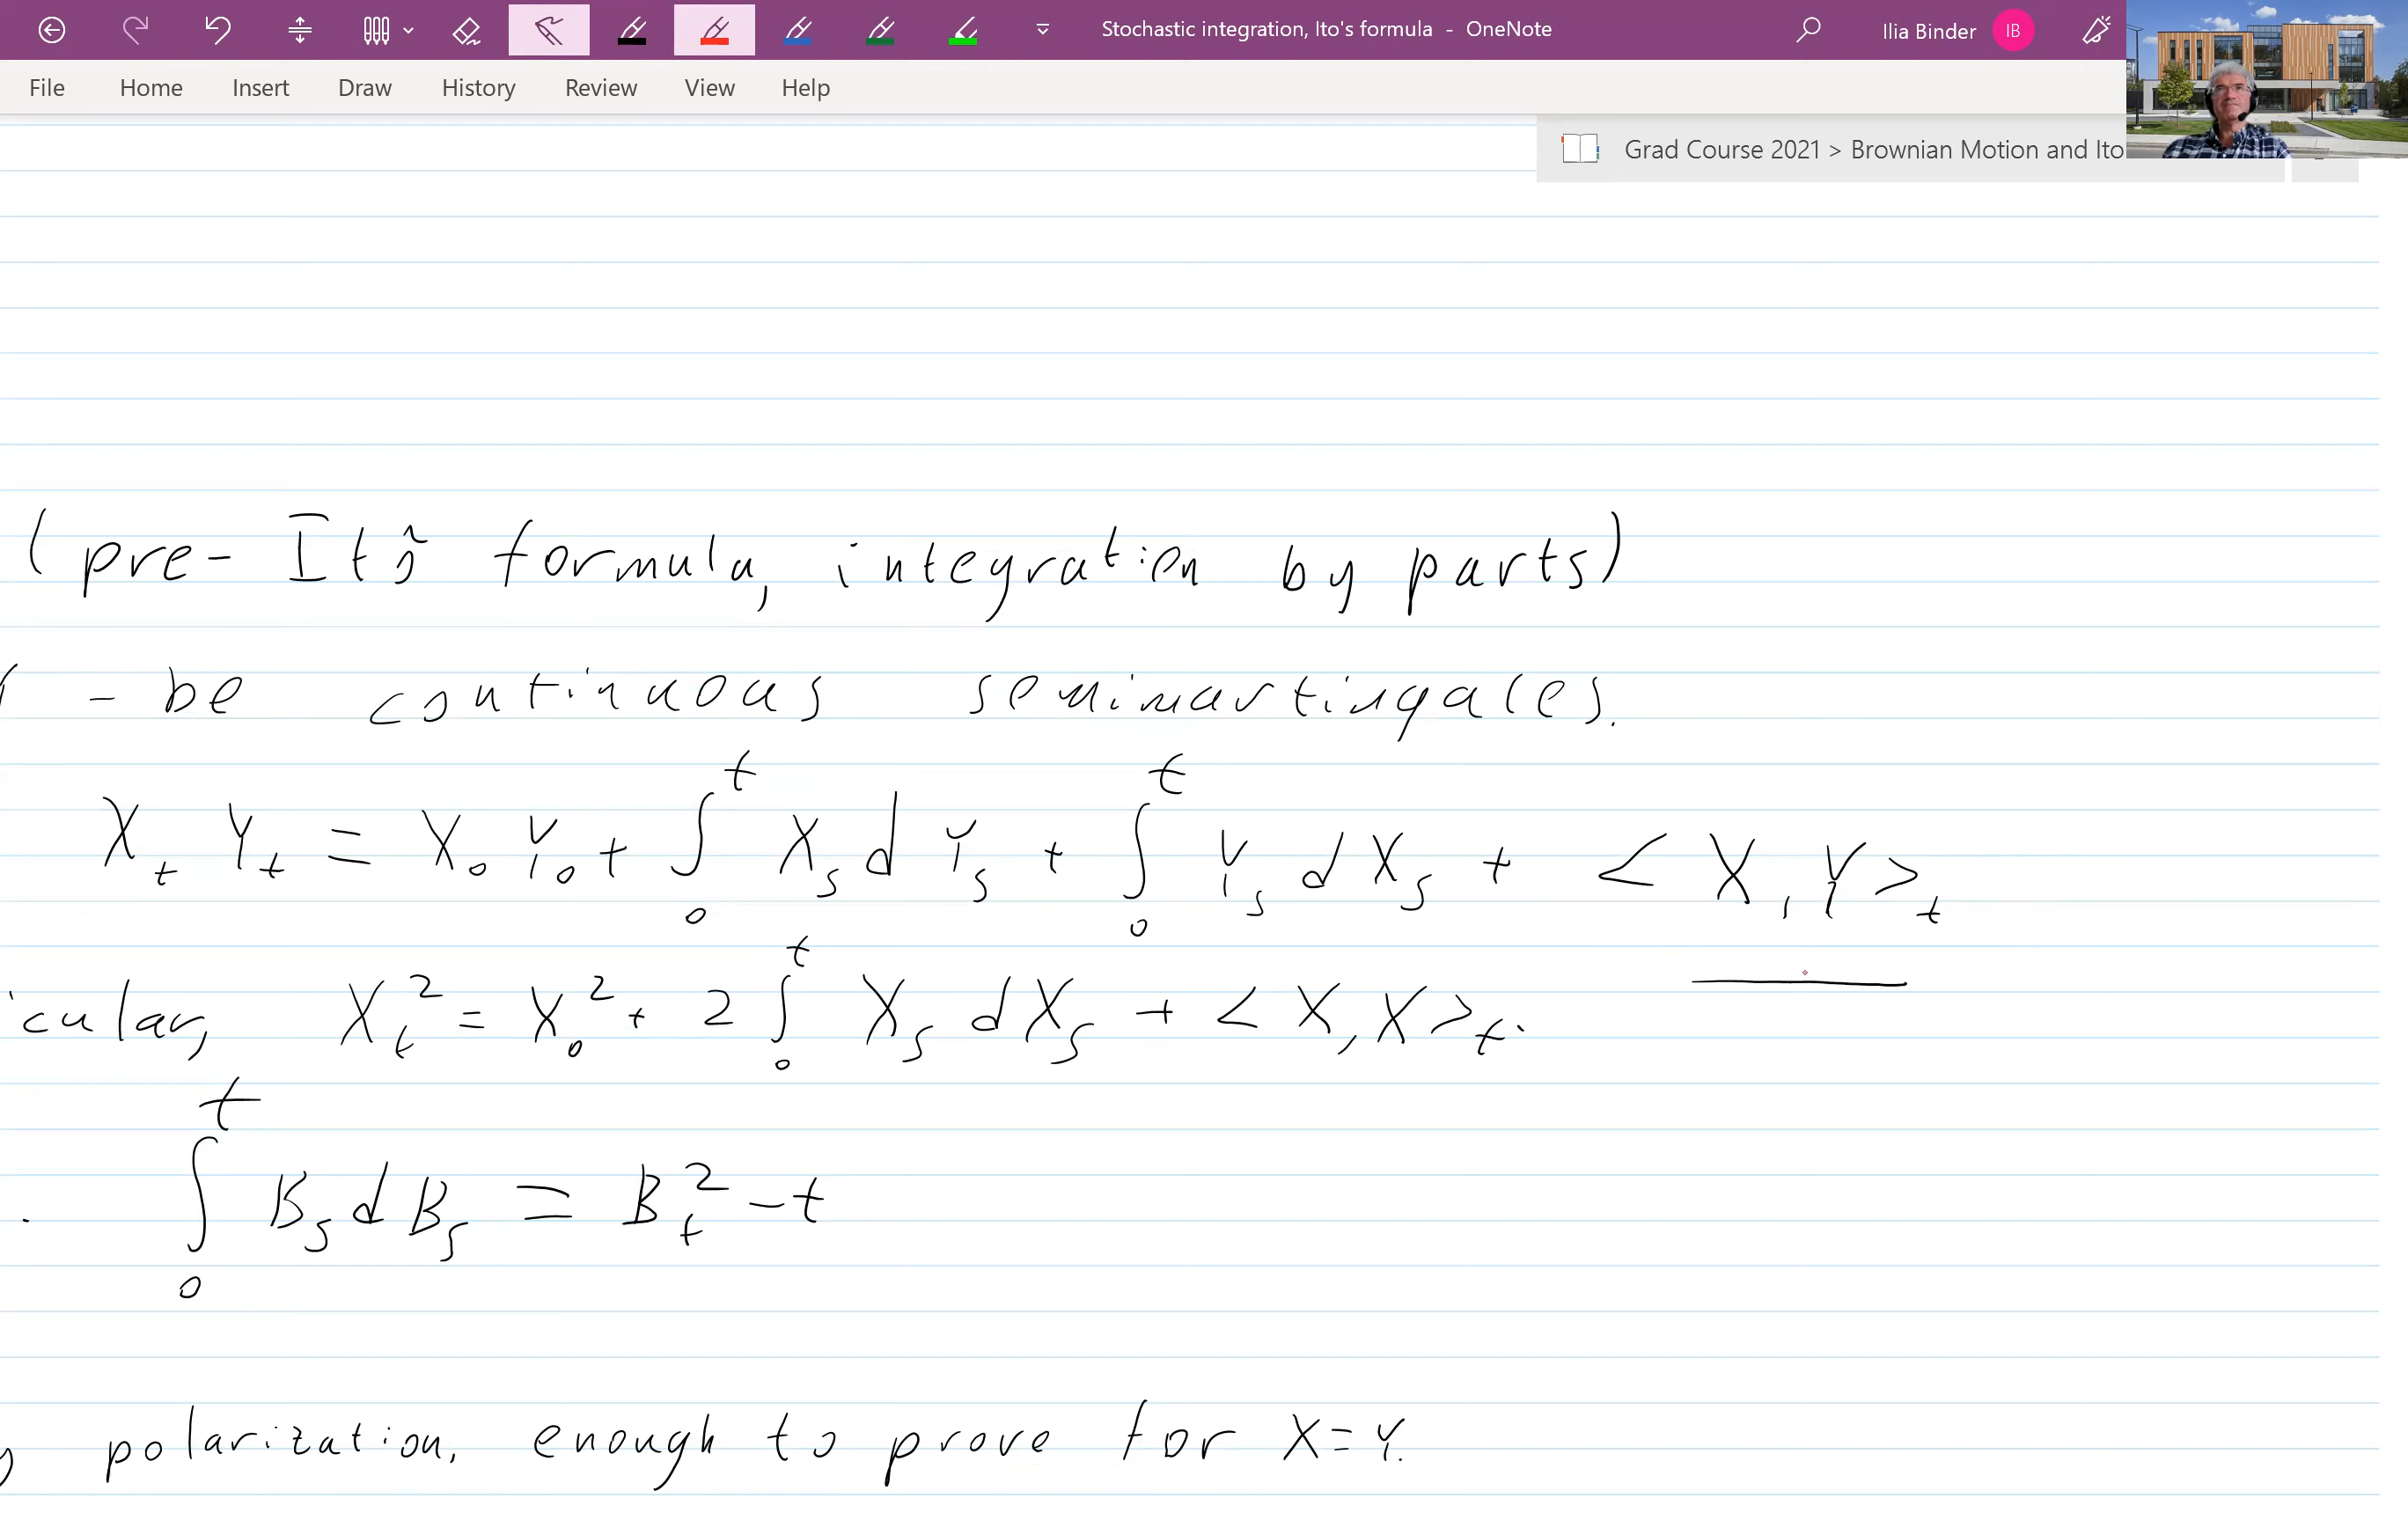 Stochastic integration, Ito's formula - OneNote
Ilia Binder IB
File Home Insert Draw History Review View Help
Grad Course 2021 > Brownian Motion and Ito
(pre-Itô formula, integration by parts)
- be continuous semimartingales.
X_t Y_t = X_0 Y_0 + ∫_0^t X_s dY_s + ∫_0^t Y_s dX_s + <X, Y>_t
icular, X_t^2 = X_0^2 + 2 ∫_0^t X_s dX_s + <X, X>_t.
. ∫_0^t B_s dB_s = B_t^2 - t
polarization, enough to prove for X=Y.